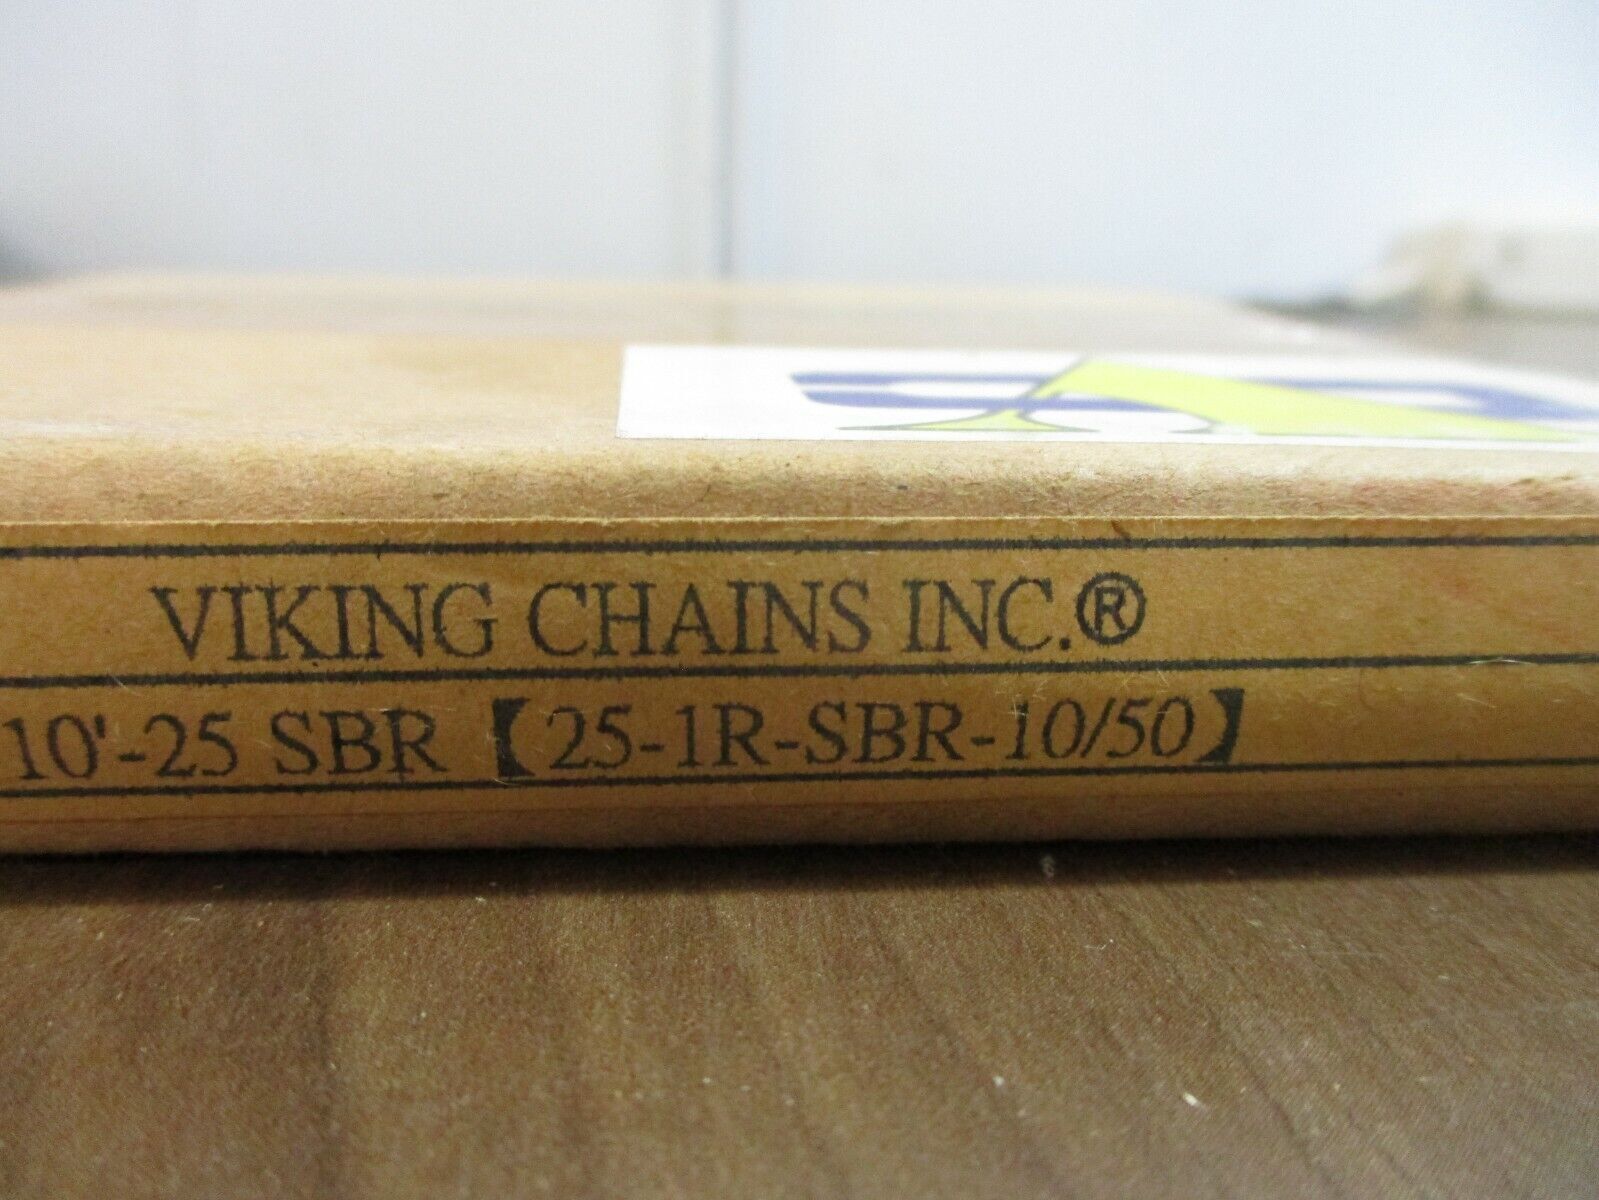 VIKING CHAINS INC.®
10'-25 SBR 【25-1R-SBR-10/50】